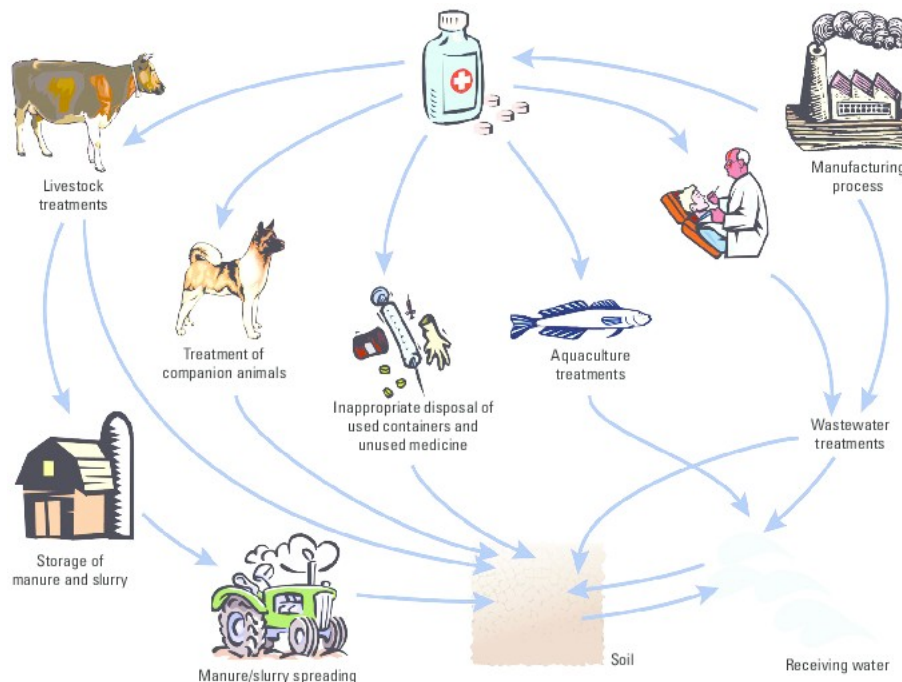 Livestock
treatments
Manufacturing
process
Treatment of
companion animals
Inappropriate disposal of
used containers and
unused medicine
Aquaculture
treatments
Wastewater
treatments
Storage of
manure and slurry
Manure/slurry spreading
Soil
Receiving water